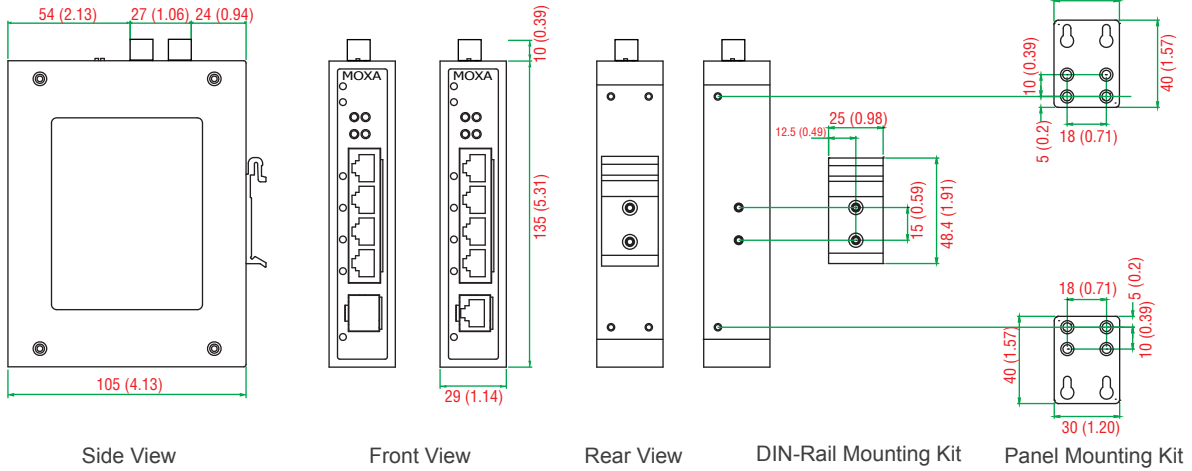 54 (2.13)
27 (1.06)
24 (0.94)
105 (4.13)
Side View
MOXA
MOXA
10 (0.39)
135 (5.31)
29 (1.14)
Front View
Rear View
25 (0.98)
12.5 (0.49)
15 (0.59)
48.4 (1.91)
DIN-Rail Mounting Kit
10 (0.39)
40 (1.57)
5 (0.2)
18 (0.71)
18 (0.71)
5 (0.2)
10 (0.39)
40 (1.57)
30 (1.20)
Panel Mounting Kit